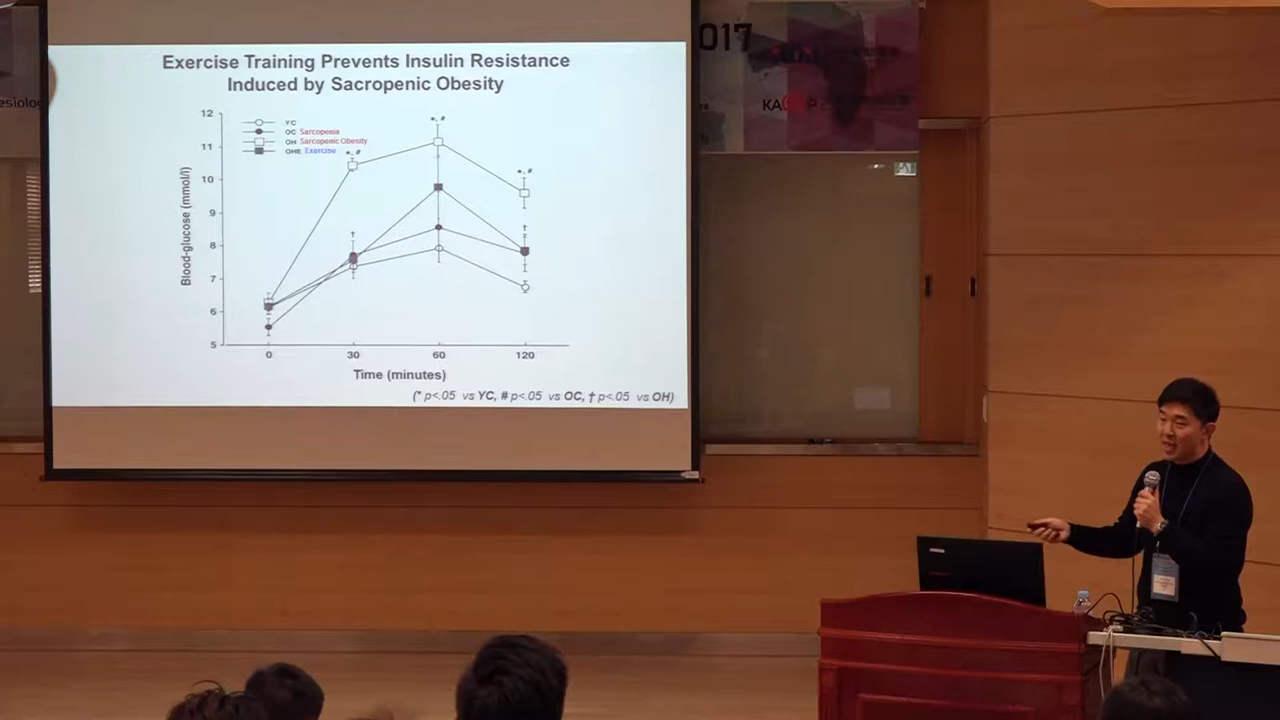 Exercise Training Prevents Insulin Resistance
Induced by Sacropenic Obesity
12
11
10
9
8
7
6
5
Blood-glucose (mmol/l)
YC
OC Sarcopenia
OH Sarcopenic Obesity
OHE Exercise
*, #
*, #
*, #
†
†
0 30 60 120
Time (minutes)
(* p<.05 vs YC, # p<.05 vs OC, † p<.05 vs OH)
017